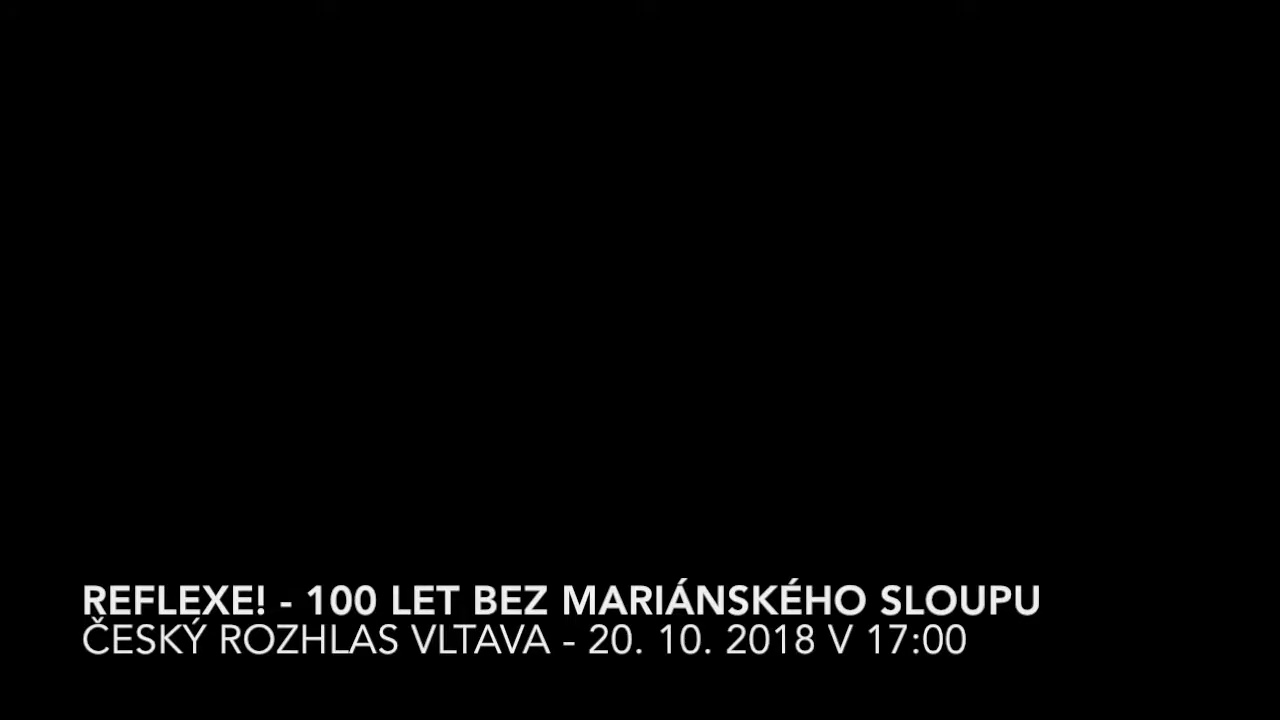 REFLEXE! - 100 LET BEZ MARIÁNSKÉHO SLOUPU
ČESKÝ ROZHLAS VLTAVA - 20. 10. 2018 V 17:00